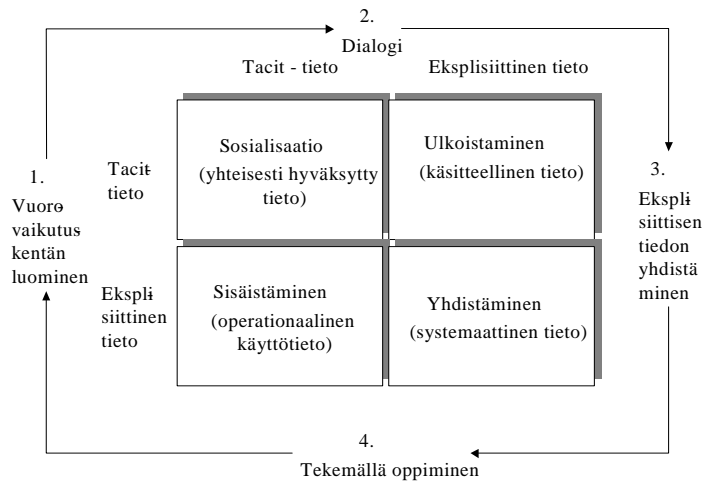 2.
Dialogi
Tacit - tieto
Eksplisiittinen tieto
1.
Vuoro-
vaikutus-
kentän
luominen
Tacit-
tieto
Sosialisaatio
(yhteisesti hyväksytty
tieto)
Ulkoistaminen
(käsitteellinen tieto)
3.
Ekspli-
siittisen
tiedon
yhdistä
minen
Ekspli-
siittinen
tieto
Sisäistäminen
(operationaalinen
käyttötieto)
Yhdistäminen
(systemaattinen tieto)
4.
Tekemällä oppiminen